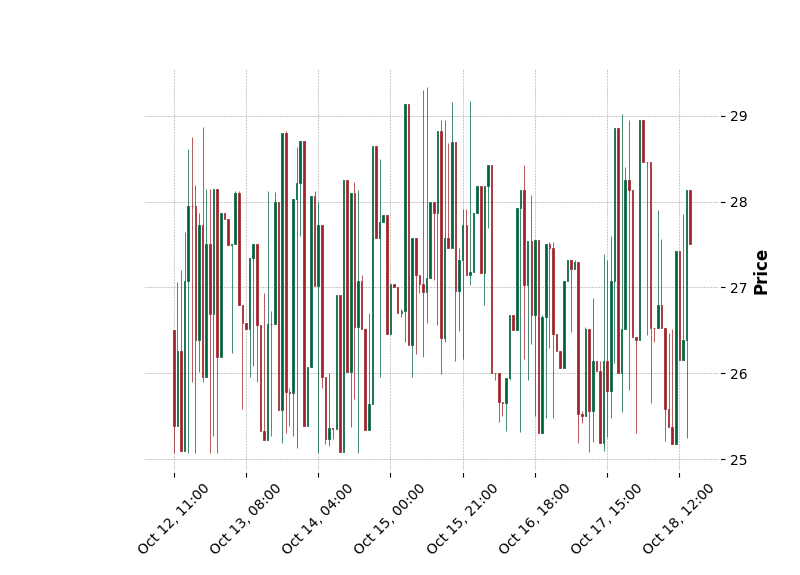 29
28
27
26
25
Price
Oct 12, 11:00
Oct 13, 08:00
Oct 14, 04:00
Oct 15, 00:00
Oct 15, 21:00
Oct 16, 18:00
Oct 17, 15:00
Oct 18, 12:00